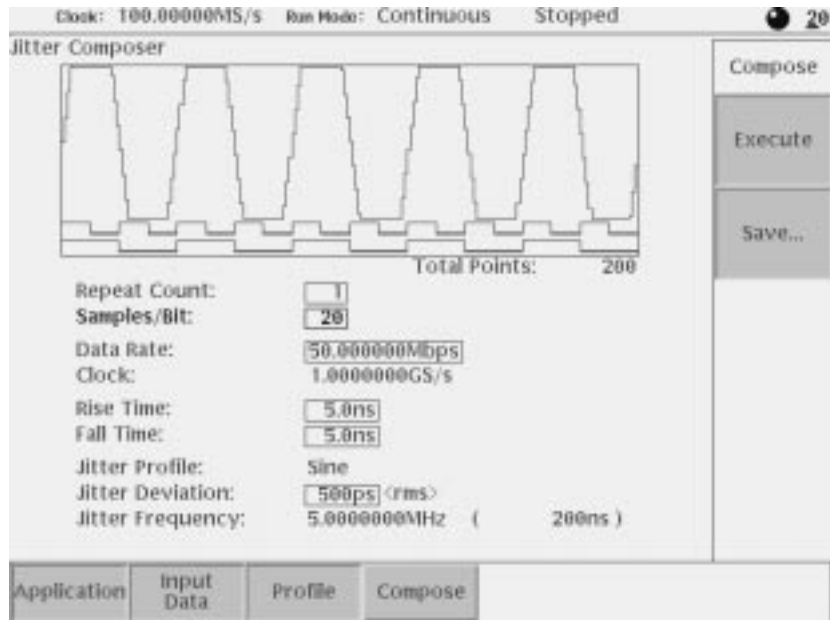 Clock: 100.00000MS/s Run Mode: Continuous Stopped 20
Jitter Composer
Compose
Execute
Save...
Total Points: 200
Repeat Count: 1
Samples/Bit: 20
Data Rate: 50.000000Mbps
Clock: 1.0000000GS/s
Rise Time: 5.0ns
Fall Time: 5.0ns
Jitter Profile: Sine
Jitter Deviation: 500ps <rms>
Jitter Frequency: 5.0000000MHz ( 200ns )
Application Input Data Profile Compose